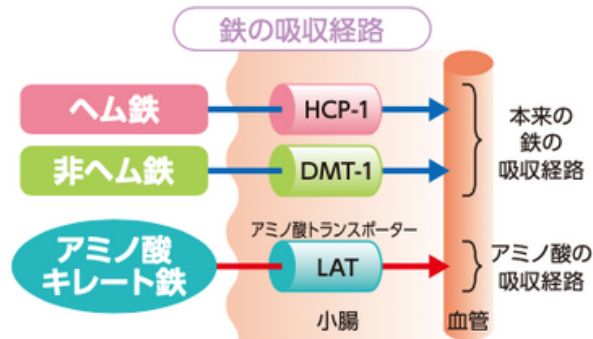 鉄の吸収経路
ヘム鉄
HCP-1
非ヘム鉄
DMT-1
本来の
鉄の
吸収経路
アミノ酸
キレート鉄
アミノ酸トランスポーター
LAT
アミノ酸の
吸収経路
小腸
血管